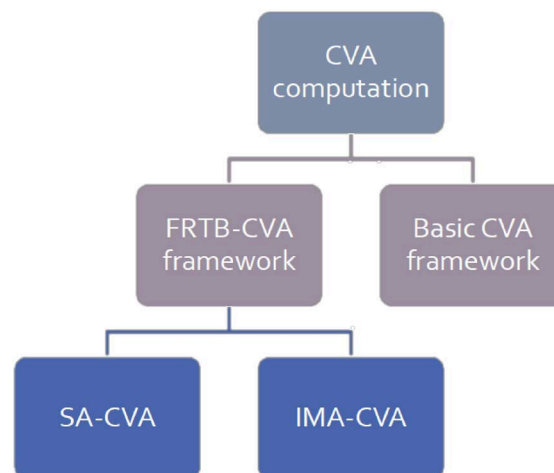 CVA
computation
FRTB-CVA
framework
Basic CVA
framework
SA-CVA
IMA-CVA